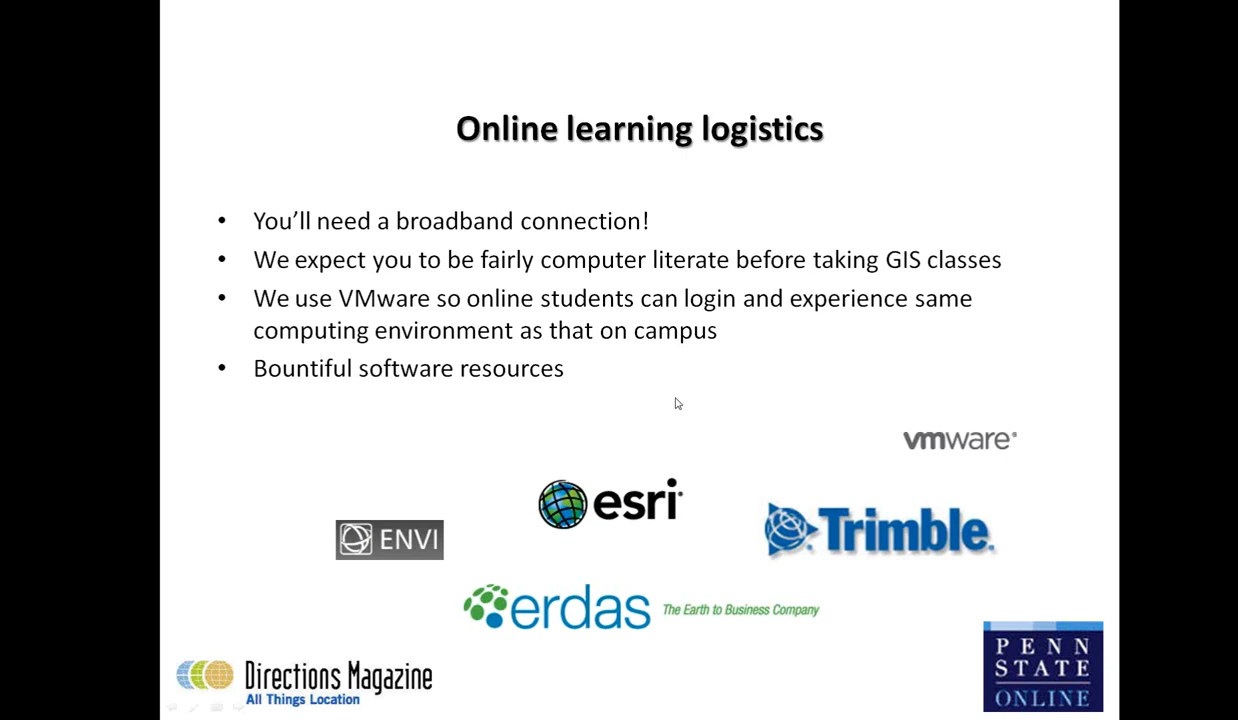 Online learning logistics
• You’ll need a broadband connection!
• We expect you to be fairly computer literate before taking GIS classes
• We use VMware so online students can login and experience same
computing environment as that on campus
• Bountiful software resources
vmware®
esri®
ENVI
Trimble®
erdas The Earth to Business Company
Directions Magazine
All Things Location
PENN
STATE
ONLINE